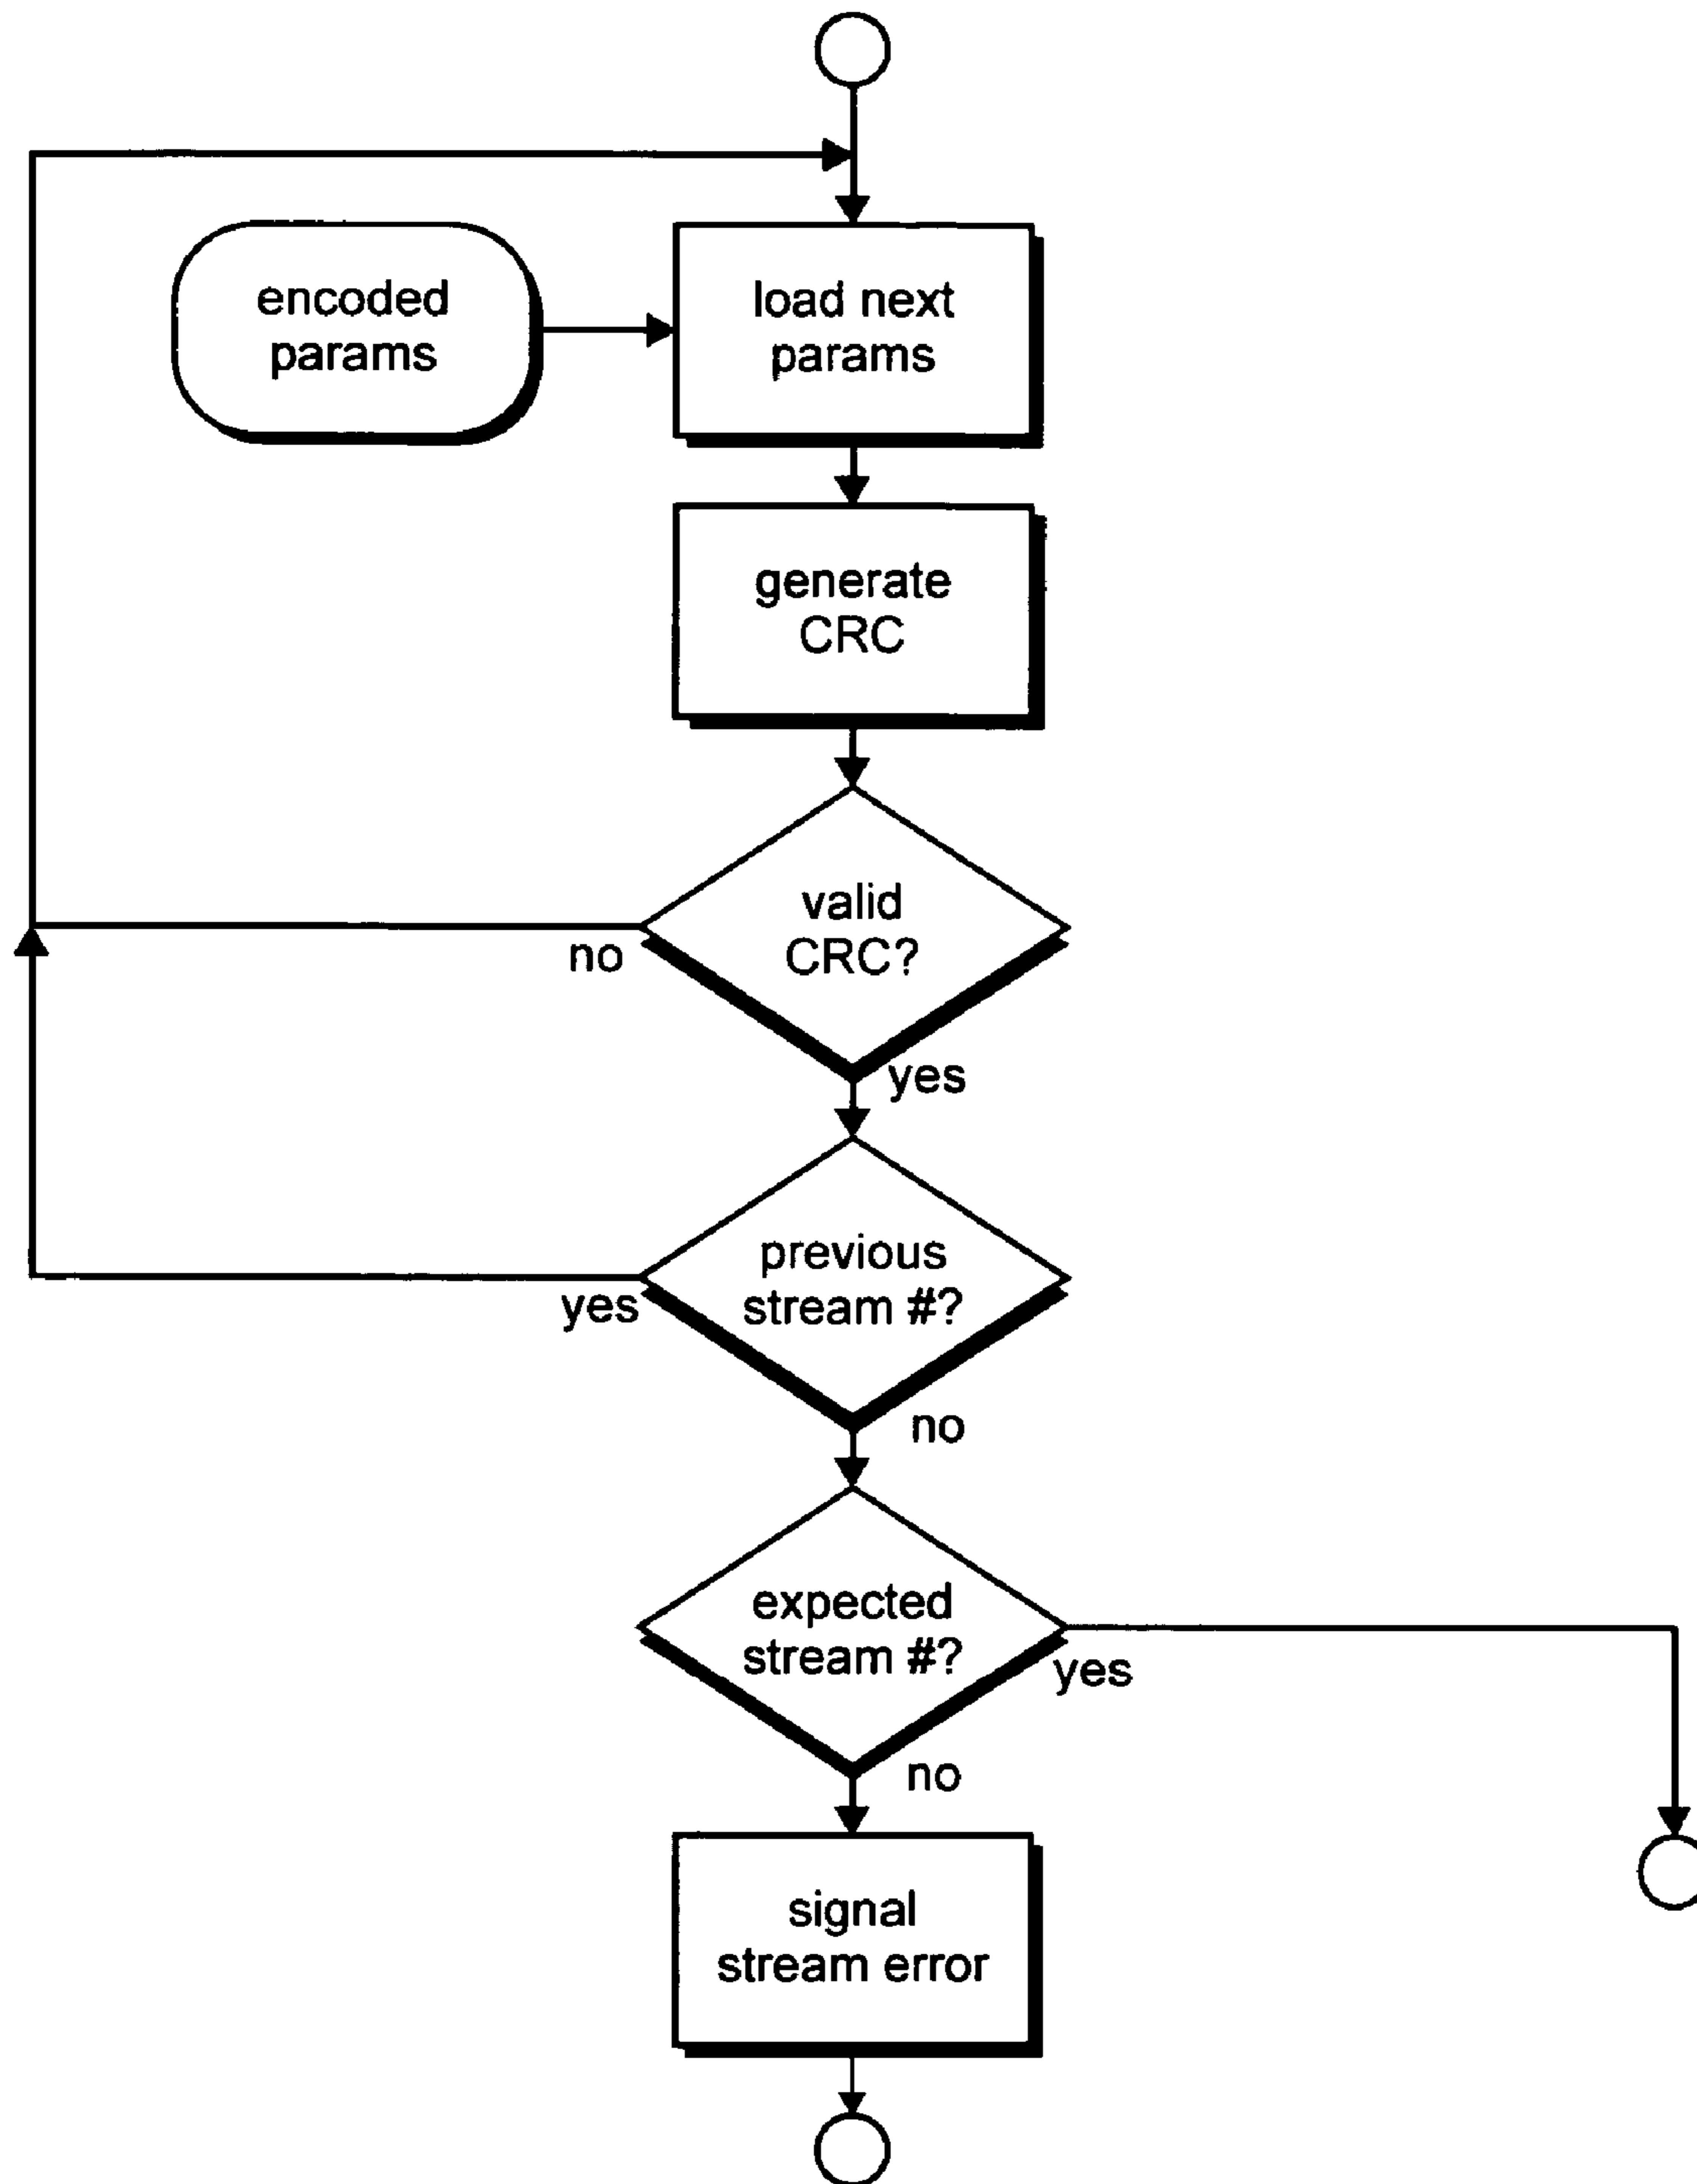 encoded
params
load next
params
generate
CRC
valid
CRC?
no
yes
previous
stream #?
yes
no
expected
stream #?
yes
no
signal
stream error